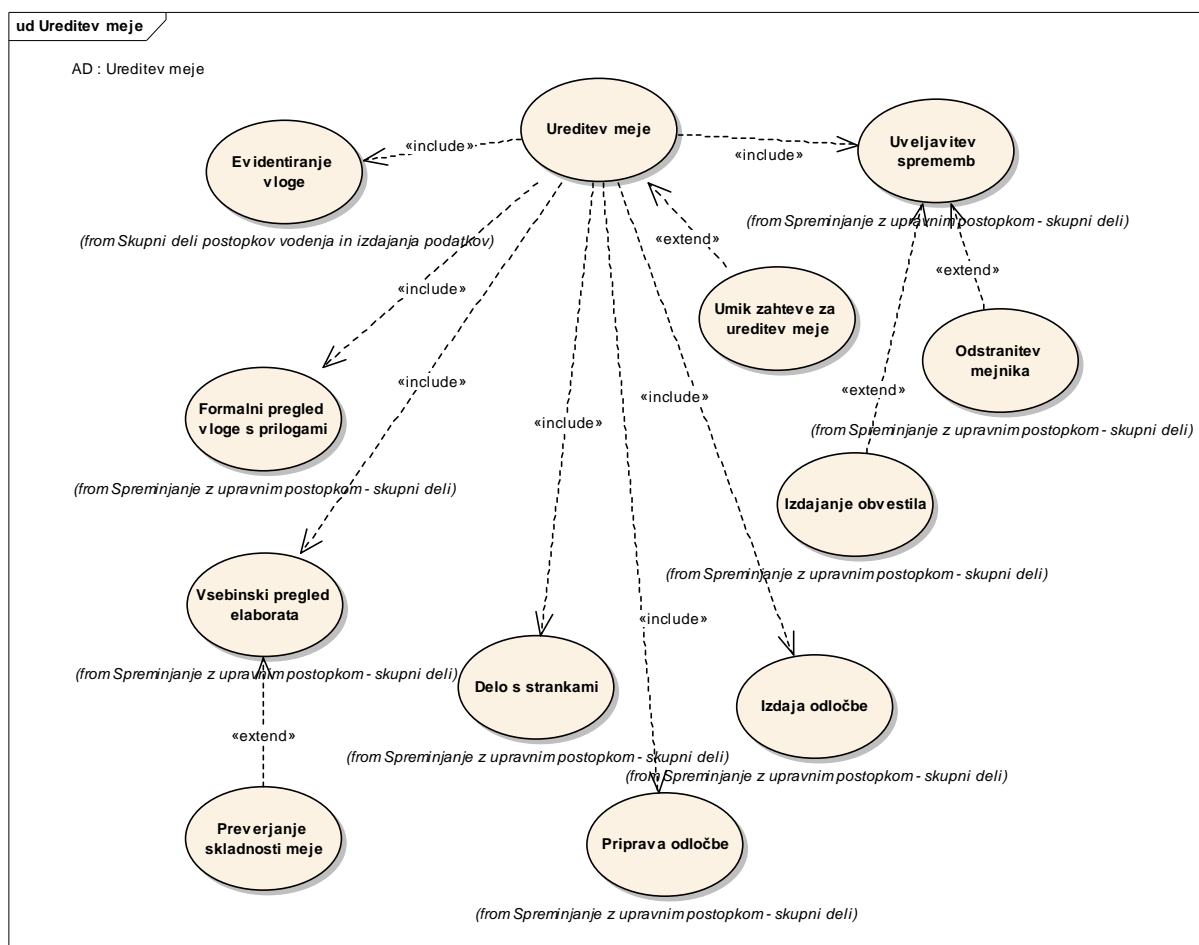 ud Ureditev meje
AD : Ureditev meje
Ureditev meje
Evidentiranje
vloge
Uveljavitev
sprememb
«include»
«include»
(from Spreminjanje z upravnim postopkom - skupni deli)
(from Skupni deli postopkov vodenja in izdajanja podatkov)
«extend»
«extend»
«include»
Umik zahteve za
ureditev meje
Odstranitev
mejnika
«include»
«extend»
«include»
Formalni pregled
vloge s prilogami
«include»
(from Spreminjanje z upravnim postopkom - skupni deli)
(from Spreminjanje z upravnim postopkom - skupni deli)
Izdajanje obvestila
(from Spreminjanje z upravnim postopkom - skupni deli)
Vsebinski pregled
elaborata
«include»
(from Spreminjanje z upravnim postopkom - skupni deli)
Delo s strankami
Izdaja odločbe
«extend»
(from Spreminjanje z upravnim postopkom - skupni deli)
(from Spreminjanje z upravnim postopkom - skupni deli)
Preverjanje
skladnosti meje
Priprava odločbe
(from Spreminjanje z upravnim postopkom - skupni deli)